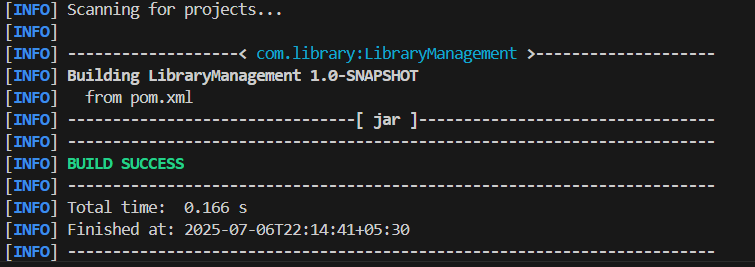 [INFO] Scanning for projects...
[INFO]
[INFO] -------------------< com.library:LibraryManagement >--------------------
[INFO] Building LibraryManagement 1.0-SNAPSHOT
[INFO]   from pom.xml
[INFO] --------------------------------[ jar ]---------------------------------
[INFO] ------------------------------------------------------------------------
[INFO] BUILD SUCCESS
[INFO] ------------------------------------------------------------------------
[INFO] Total time:  0.166 s
[INFO] Finished at: 2025-07-06T22:14:41+05:30
[INFO] ------------------------------------------------------------------------